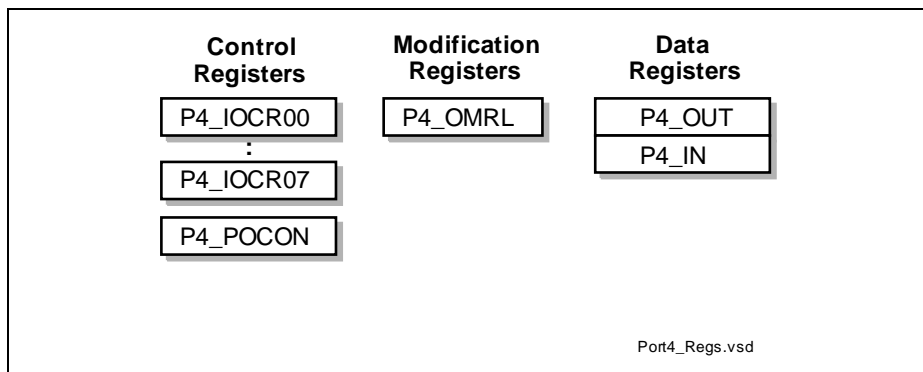 Control
Registers
P4_IOCR00
:
P4_IOCR07
P4_POCON
Modification
Registers
P4_OMRL
Data
Registers
P4_OUT
P4_IN
Port4_Regs.vsd